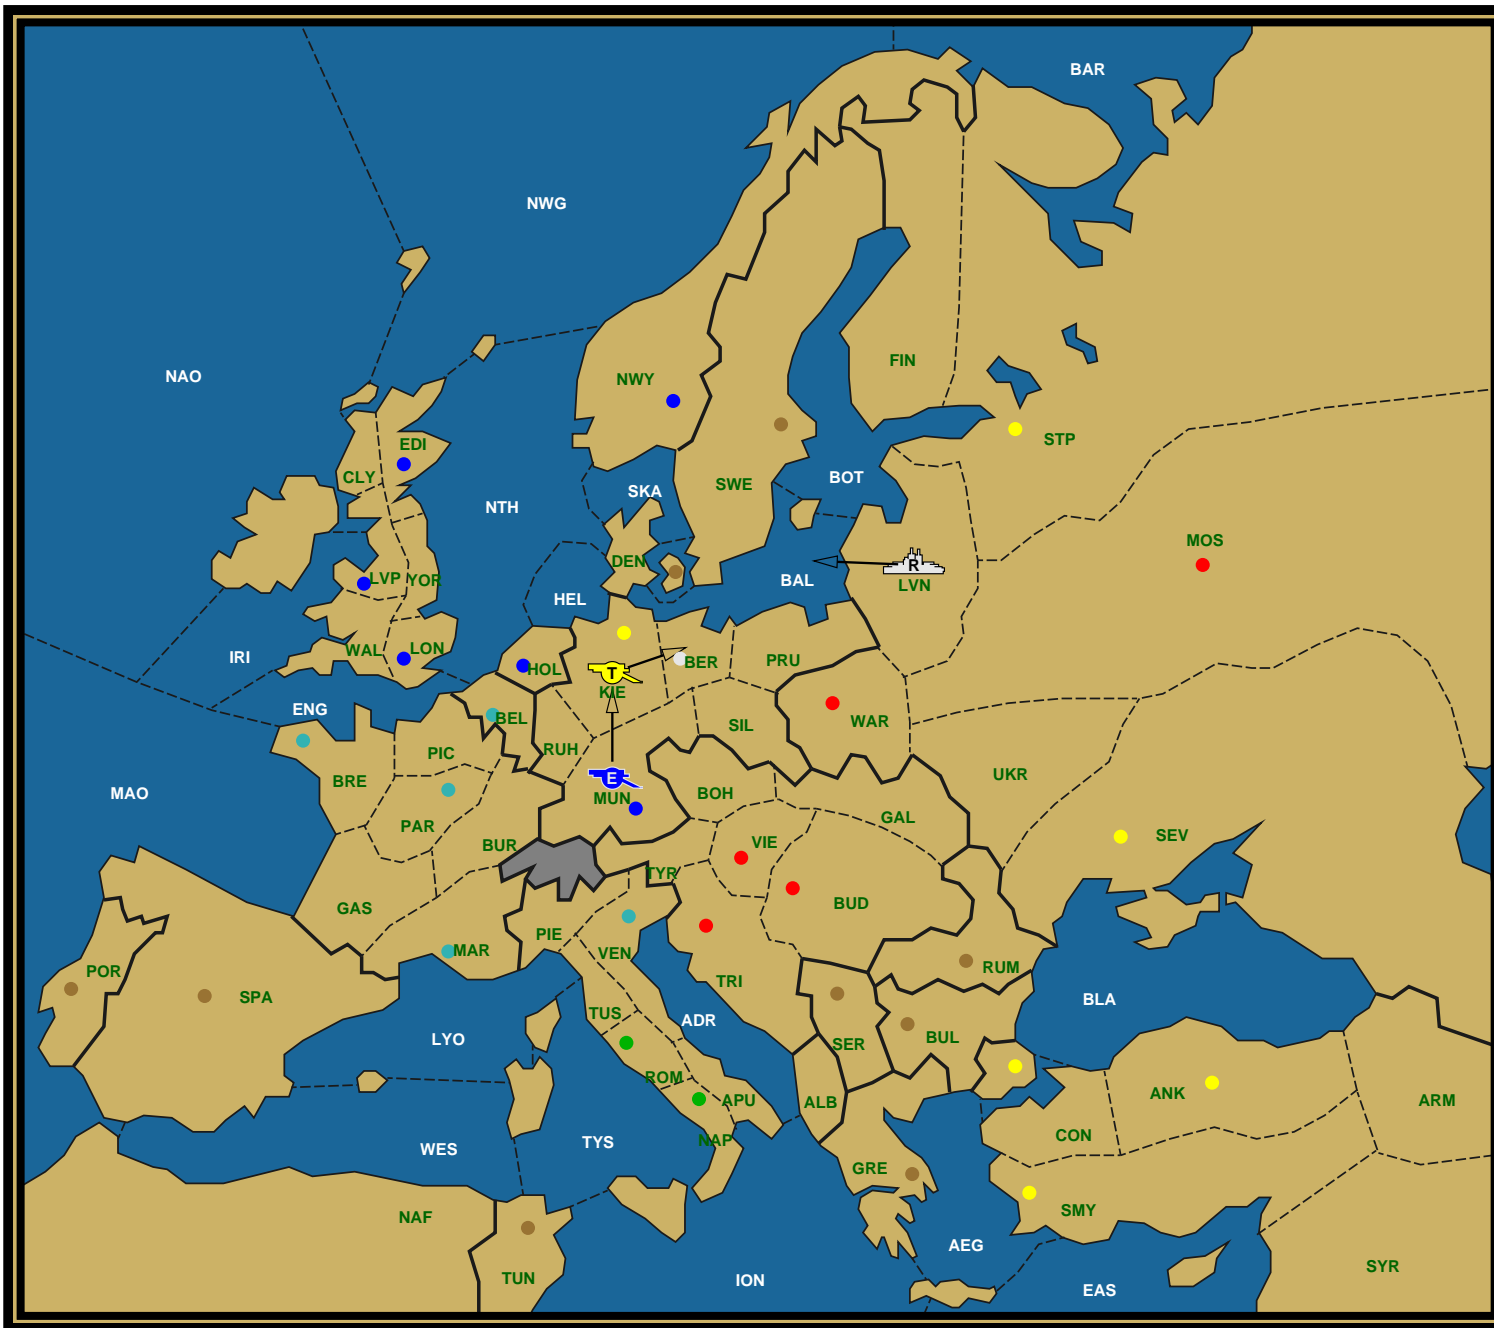 BAR
NWG
NAO
FIN
NWY
EDI
STP
CLY
SWE
BOT
SKA
NTH
MOS
DEN
R
LVP
YOR
BAL
LVN
HEL
WAL
LON
IRI
HOL
T
BER
PRU
KIE
ENG
BEL
WAR
SIL
PIC
RUH
UKR
E
MAO
BRE
MUN
BOH
GAL
PAR
SEV
BUR
VIE
TYR
BUD
GAS
PIE
MAR
VEN
RUM
POR
SPA
TRI
BLA
TUS
ADR
LYO
SER
BUL
ROM
ANK
APU
ALB
ARM
CON
NAP
TYS
WES
GRE
SMY
NAF
AEG
SYR
TUN
ION
EAS